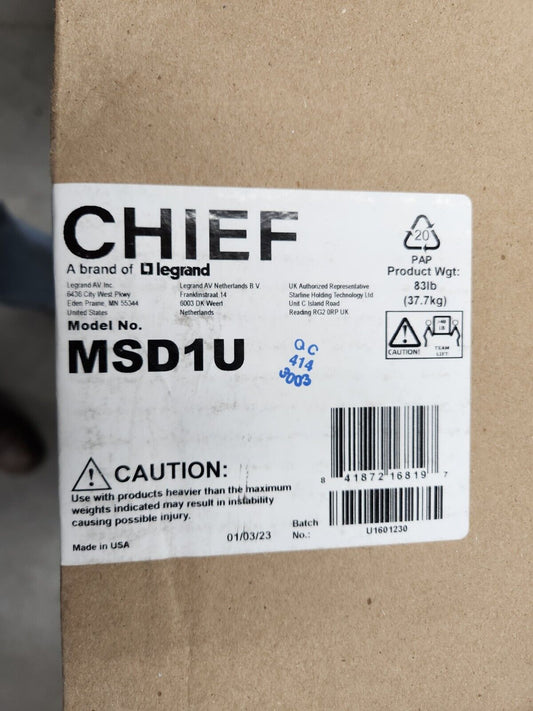 CHIEF
A brand of legrand
Legrand AV Inc.
6436 City West Pkwy
Eden Prairie, MN 55344
United States
Legrand AV Netherlands B.V.
Franklinstraat 14
6003 DK Weert
Netherlands
UK Authorized Representative
Starline Holding Technology Ltd
Unit C Island Road
Reading RG2 0RP UK
20
PAP
Product Wgt:
83lb
(37.7kg)
CAUTION!
TEAM
LIFT!
Model No.
MSD1U
QC
414
3003
8 41872 16819 7
CAUTION:
Use with products heavier than the maximum
weights indicated may result in instability
causing possible injury.
Made in USA
01/03/23
Batch
No.:
U1601230